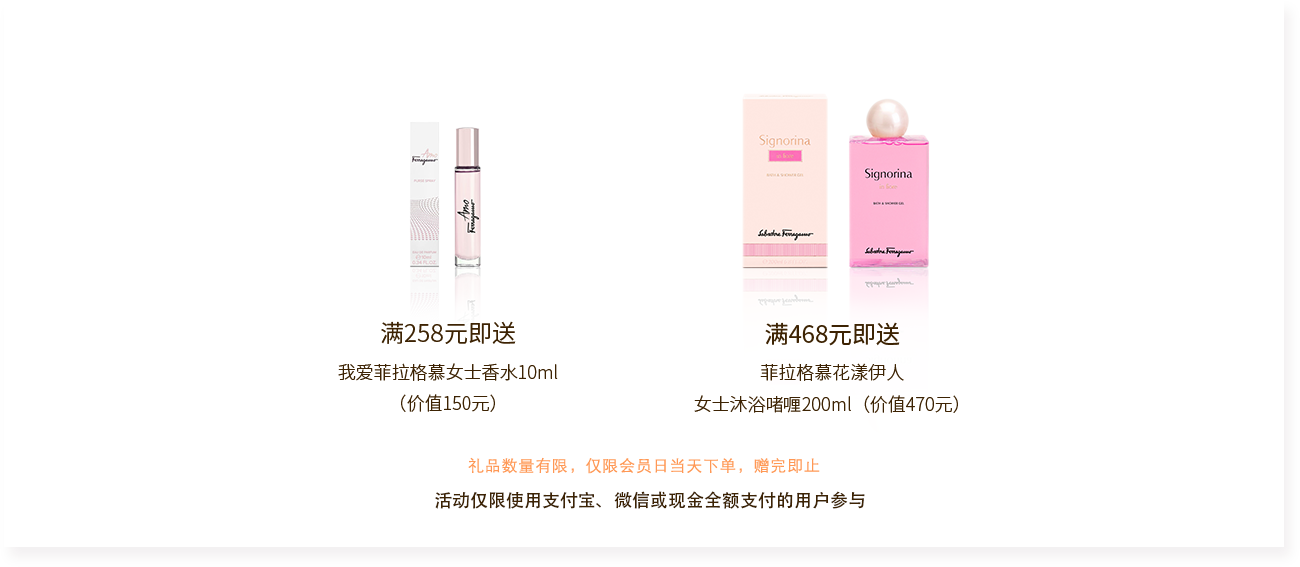 Amo
Ferragamo
Amo
Ferragamo
Signorina
Signorina
BATH & SHOWER GEL
Salvatore Ferragamo
Salvatore Ferragamo
满258元即送
我爱菲拉格慕女士香水10ml
（价值150元）
满468元即送
菲拉格慕花漾伊人
女士沐浴啫喱200ml（价值470元）
礼品数量有限，仅限会员日当天下单，赠完即止
活动仅限使用支付宝、微信或现金全额支付的用户参与